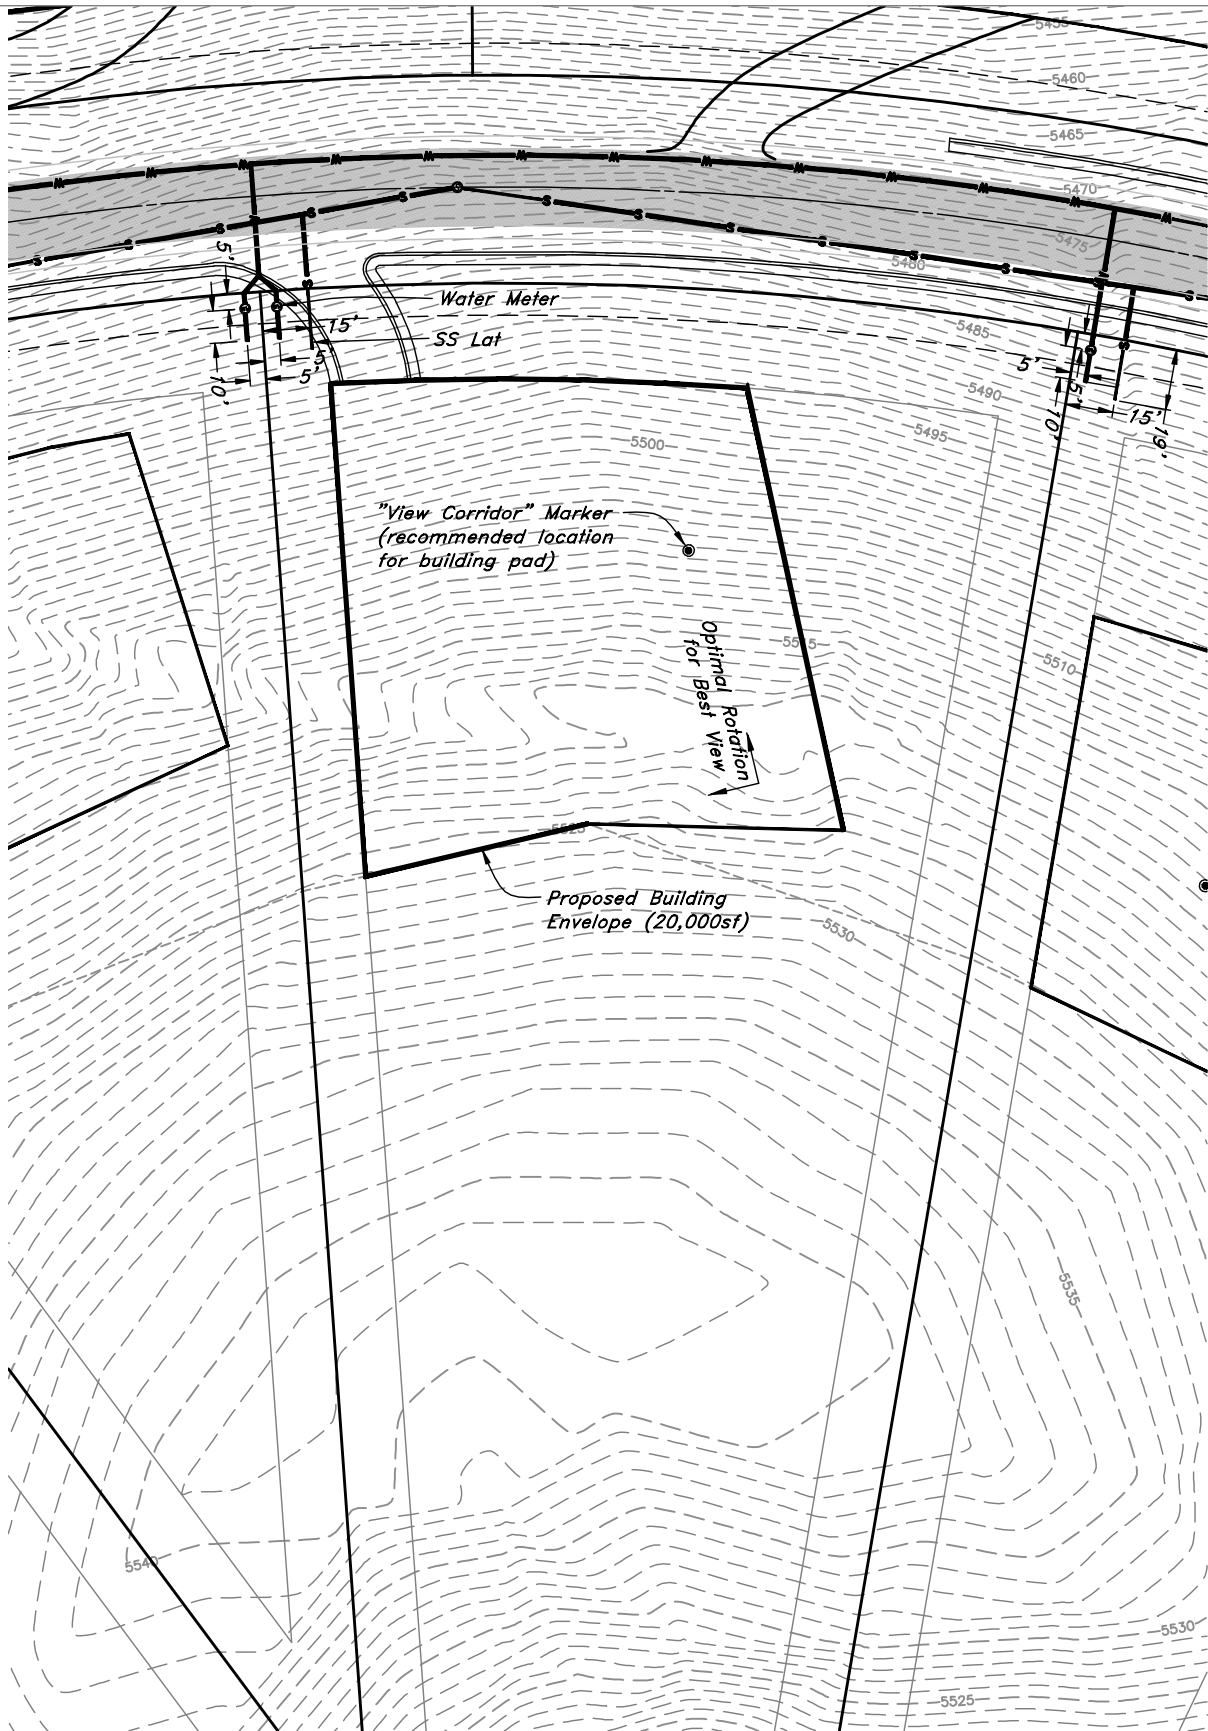 5455
5460
5465
5470
5475
5480
5485
5490
5495
5'
Water Meter
15'
SS Lat
5'
5'
10'
5'
5'
15'
10'
19'
5500
"View Corridor" Marker
(recommended location
for building pad)
Optimal Rotation
for Best View
5515
5510
5525
Proposed Building
Envelope (20,000sf)
5530
5535
5540
5530
5525
W W W W W W W W W W W W W
S S S S S S S S S S S S S S S